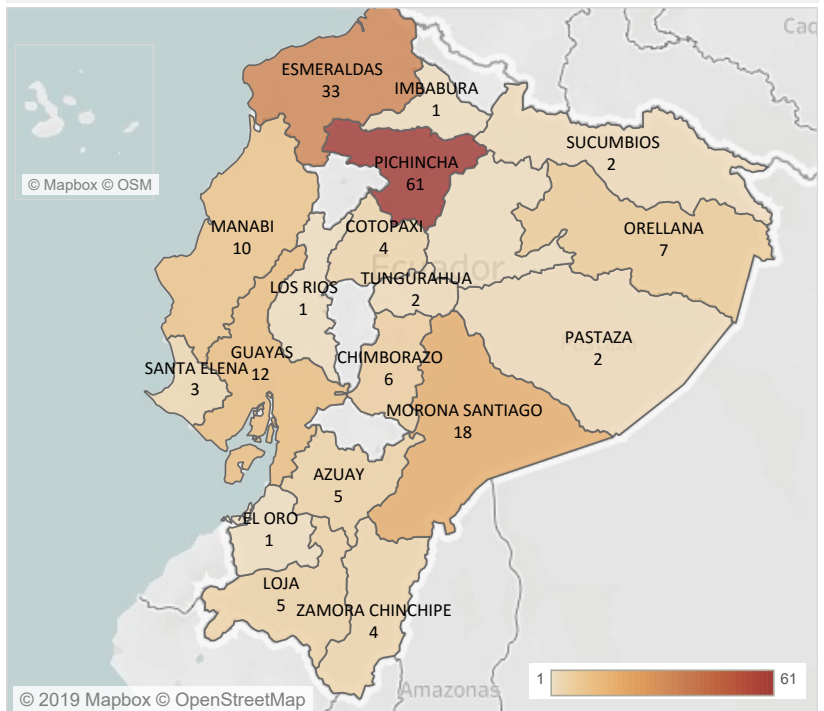 Caq
ESMERALDAS
33
IMBABURA
1
SUCUMBIOS
2
PICHINCHA
61
© Mapbox © OSM
MANABI
10
COTOPAXI
4
ORELLANA
7
Ecuador
TUNGURAHUA
2
LOS RIOS
1
PASTAZA
2
GUAYAS
12
CHIMBORAZO
6
SANTA ELENA
3
MORONA SANTIAGO
18
AZUAY
5
EL ORO
1
LOJA
5
ZAMORA CHINCHIPE
4
1
61
Amazonas
© 2019 Mapbox © OpenStreetMap